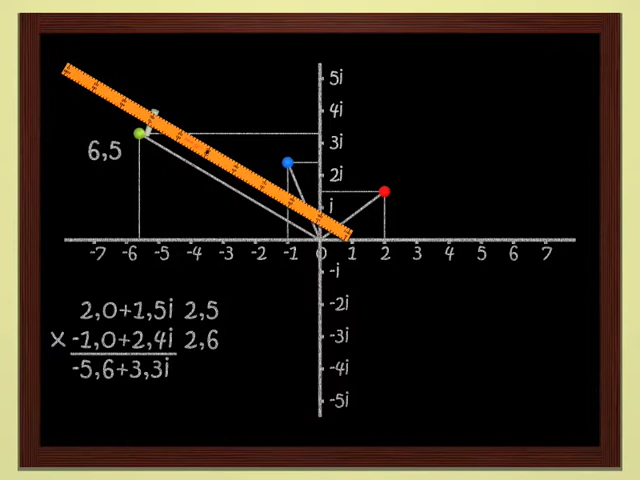 5i
4i
3i
2i
i
6,5
-7 -6 -5 -4 -3 -2 -1 0 1 2 3 4 5 6 7
-i
-2i
-3i
-4i
-5i
2,0+1,5i 2,5
x -1,0+2,4i 2,6
-5,6+3,3i